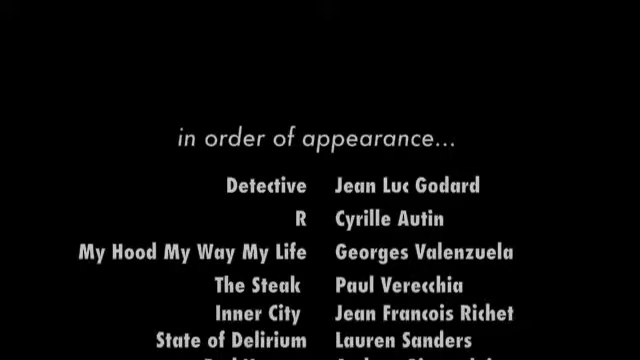 in order of appearance...
Detective Jean Luc Godard
R Cyrille Autin
My Hood My Way My Life Georges Valenzuela
The Steak Paul Verecchia
Inner City Jean Francois Richet
State of Delirium Lauren Sanders